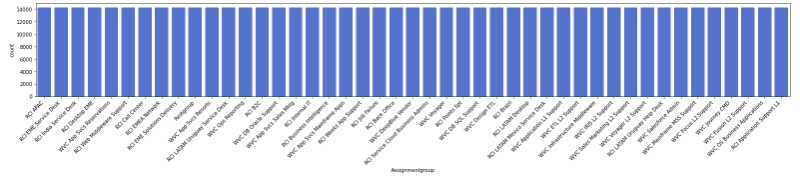 14000
12000
10000
8000
6000
4000
2000
0
count
RCI APAC
RCI EME Service Desk
RCI India Service Desk
RCI Desktop EME
WVC App Svcs Reservations
RCI Web Middleware Support
RCI Call Center
RCI EMEA Network
RCI EME Solutions Delivery
Resagroup
WVC App Svcs Resorts
RCI LATAM Uruguay Service Desk
WVC Ops Reporting
RCI B2C
WVC DB Oracle Support
WVC App Svcs Sales Mktg
RCI Internal IT
RCI Business Intelligence
WVC App Svcs Mainframe Apps
RCI Weblo App Support
RCI Job Failure
RCI Back Office
WVC Deepblue Vendor
RCI Service Cloud Business Admins
WVC Voyager
RCI Points Spt
WVC DB SQL Support
WVC Design ETL
RCI Brazil
RCI LATAM Desktop
RCI LATAM Mexico Service Desk
WVC Application L1 Support
WVC ETL L2 Support
WVC Infrastructure Middleware
WVC RIO L2 Support
WVC Sales Marketing L2 Support
WVC Voyager L2 Support
RCI LATAM Uruguay Help Desk
WVC Salesforce Admin
WVC Mainframe MSS Support
WVC Focus L2 Support
WVC Journey CMD
WVC Fusion L2 Support
WVC OS Business Applications
RCI Application Support L1
Assignmentgroup